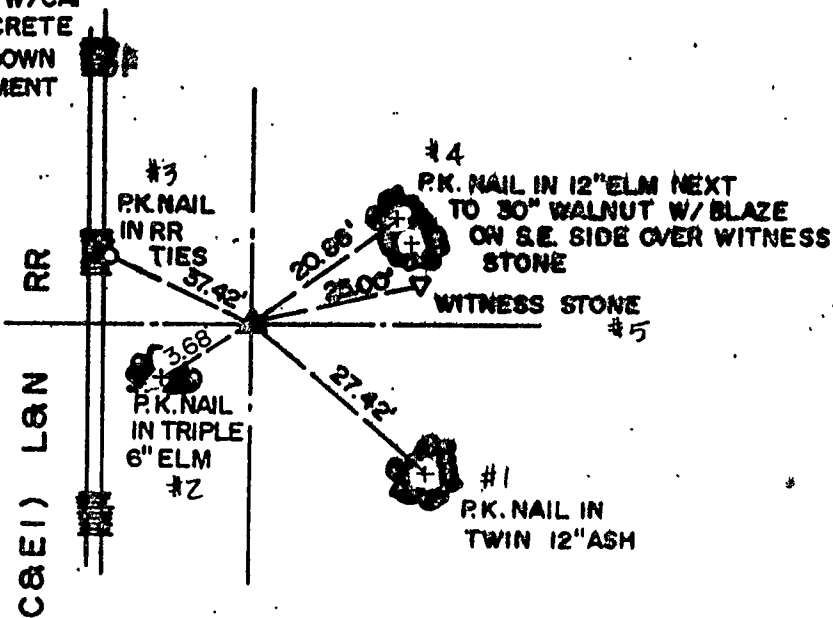 CRETE
OWN
MENT
#3
P.K. NAIL
IN RR
TIES
37.42'
#4
P.K. NAIL IN 12" ELM NEXT
TO 30" WALNUT W/ BLAZE
ON S.E. SIDE OVER WITNESS
STONE
20.66'
25.00'
WITNESS STONE
#5
3.68'
P.K. NAIL
IN TRIPLE
6" ELM
#2
27.42'
#1
P.K. NAIL IN
TWIN 12" ASH
C&EI) L&N RR